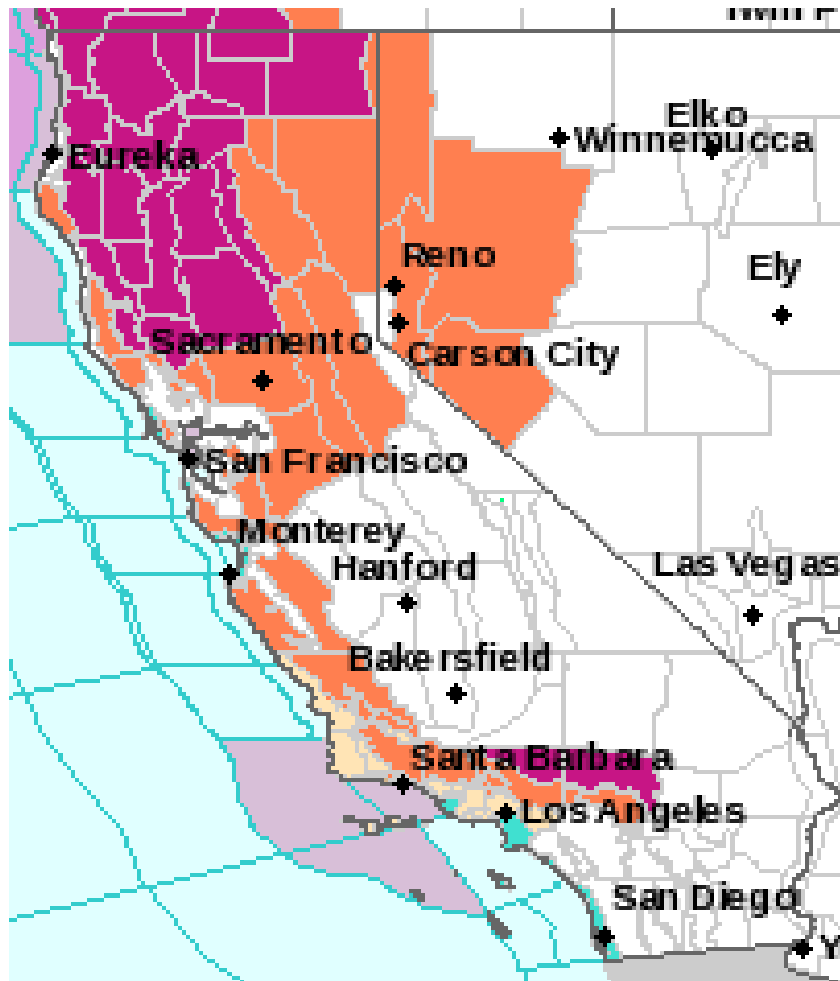 Elko
Winnemucca
Eureka
Reno
Ely
Sacramento
Carson City
San Francisco
Monterey
Hanford
Las Vegas
Bakersfield
Santa Barbara
Los Angeles
San Diego
Y